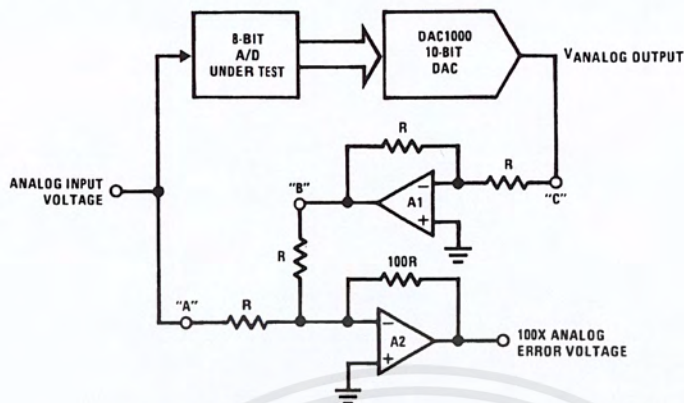 8-BIT
A/D
UNDER TEST
DAC1000
10-BIT
DAC
VANALOG OUTPUT
R
R
"C"
ANALOG INPUT
VOLTAGE
"B"
A1
−
+
R
100R
"A"
R
−
A2
+
100X ANALOG
ERROR VOLTAGE